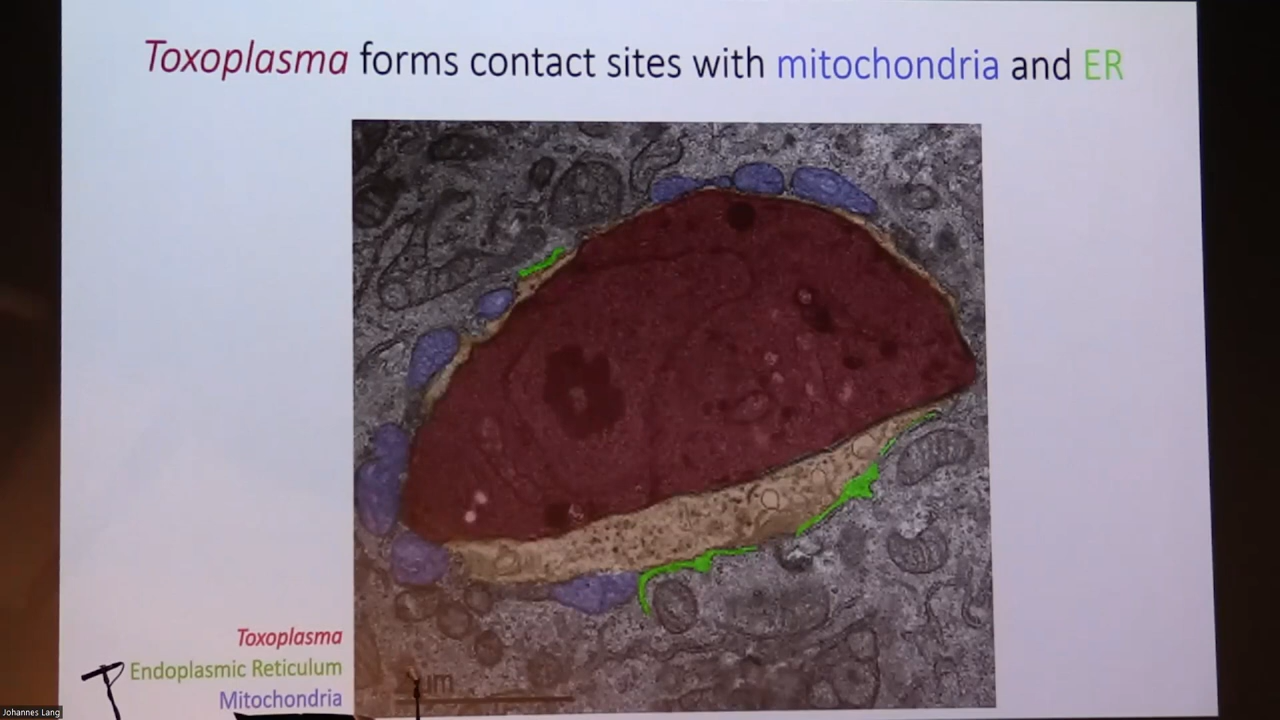 Toxoplasma forms contact sites with mitochondria and ER
Toxoplasma
Endoplasmic Reticulum
Mitochondria
Johannes Lang